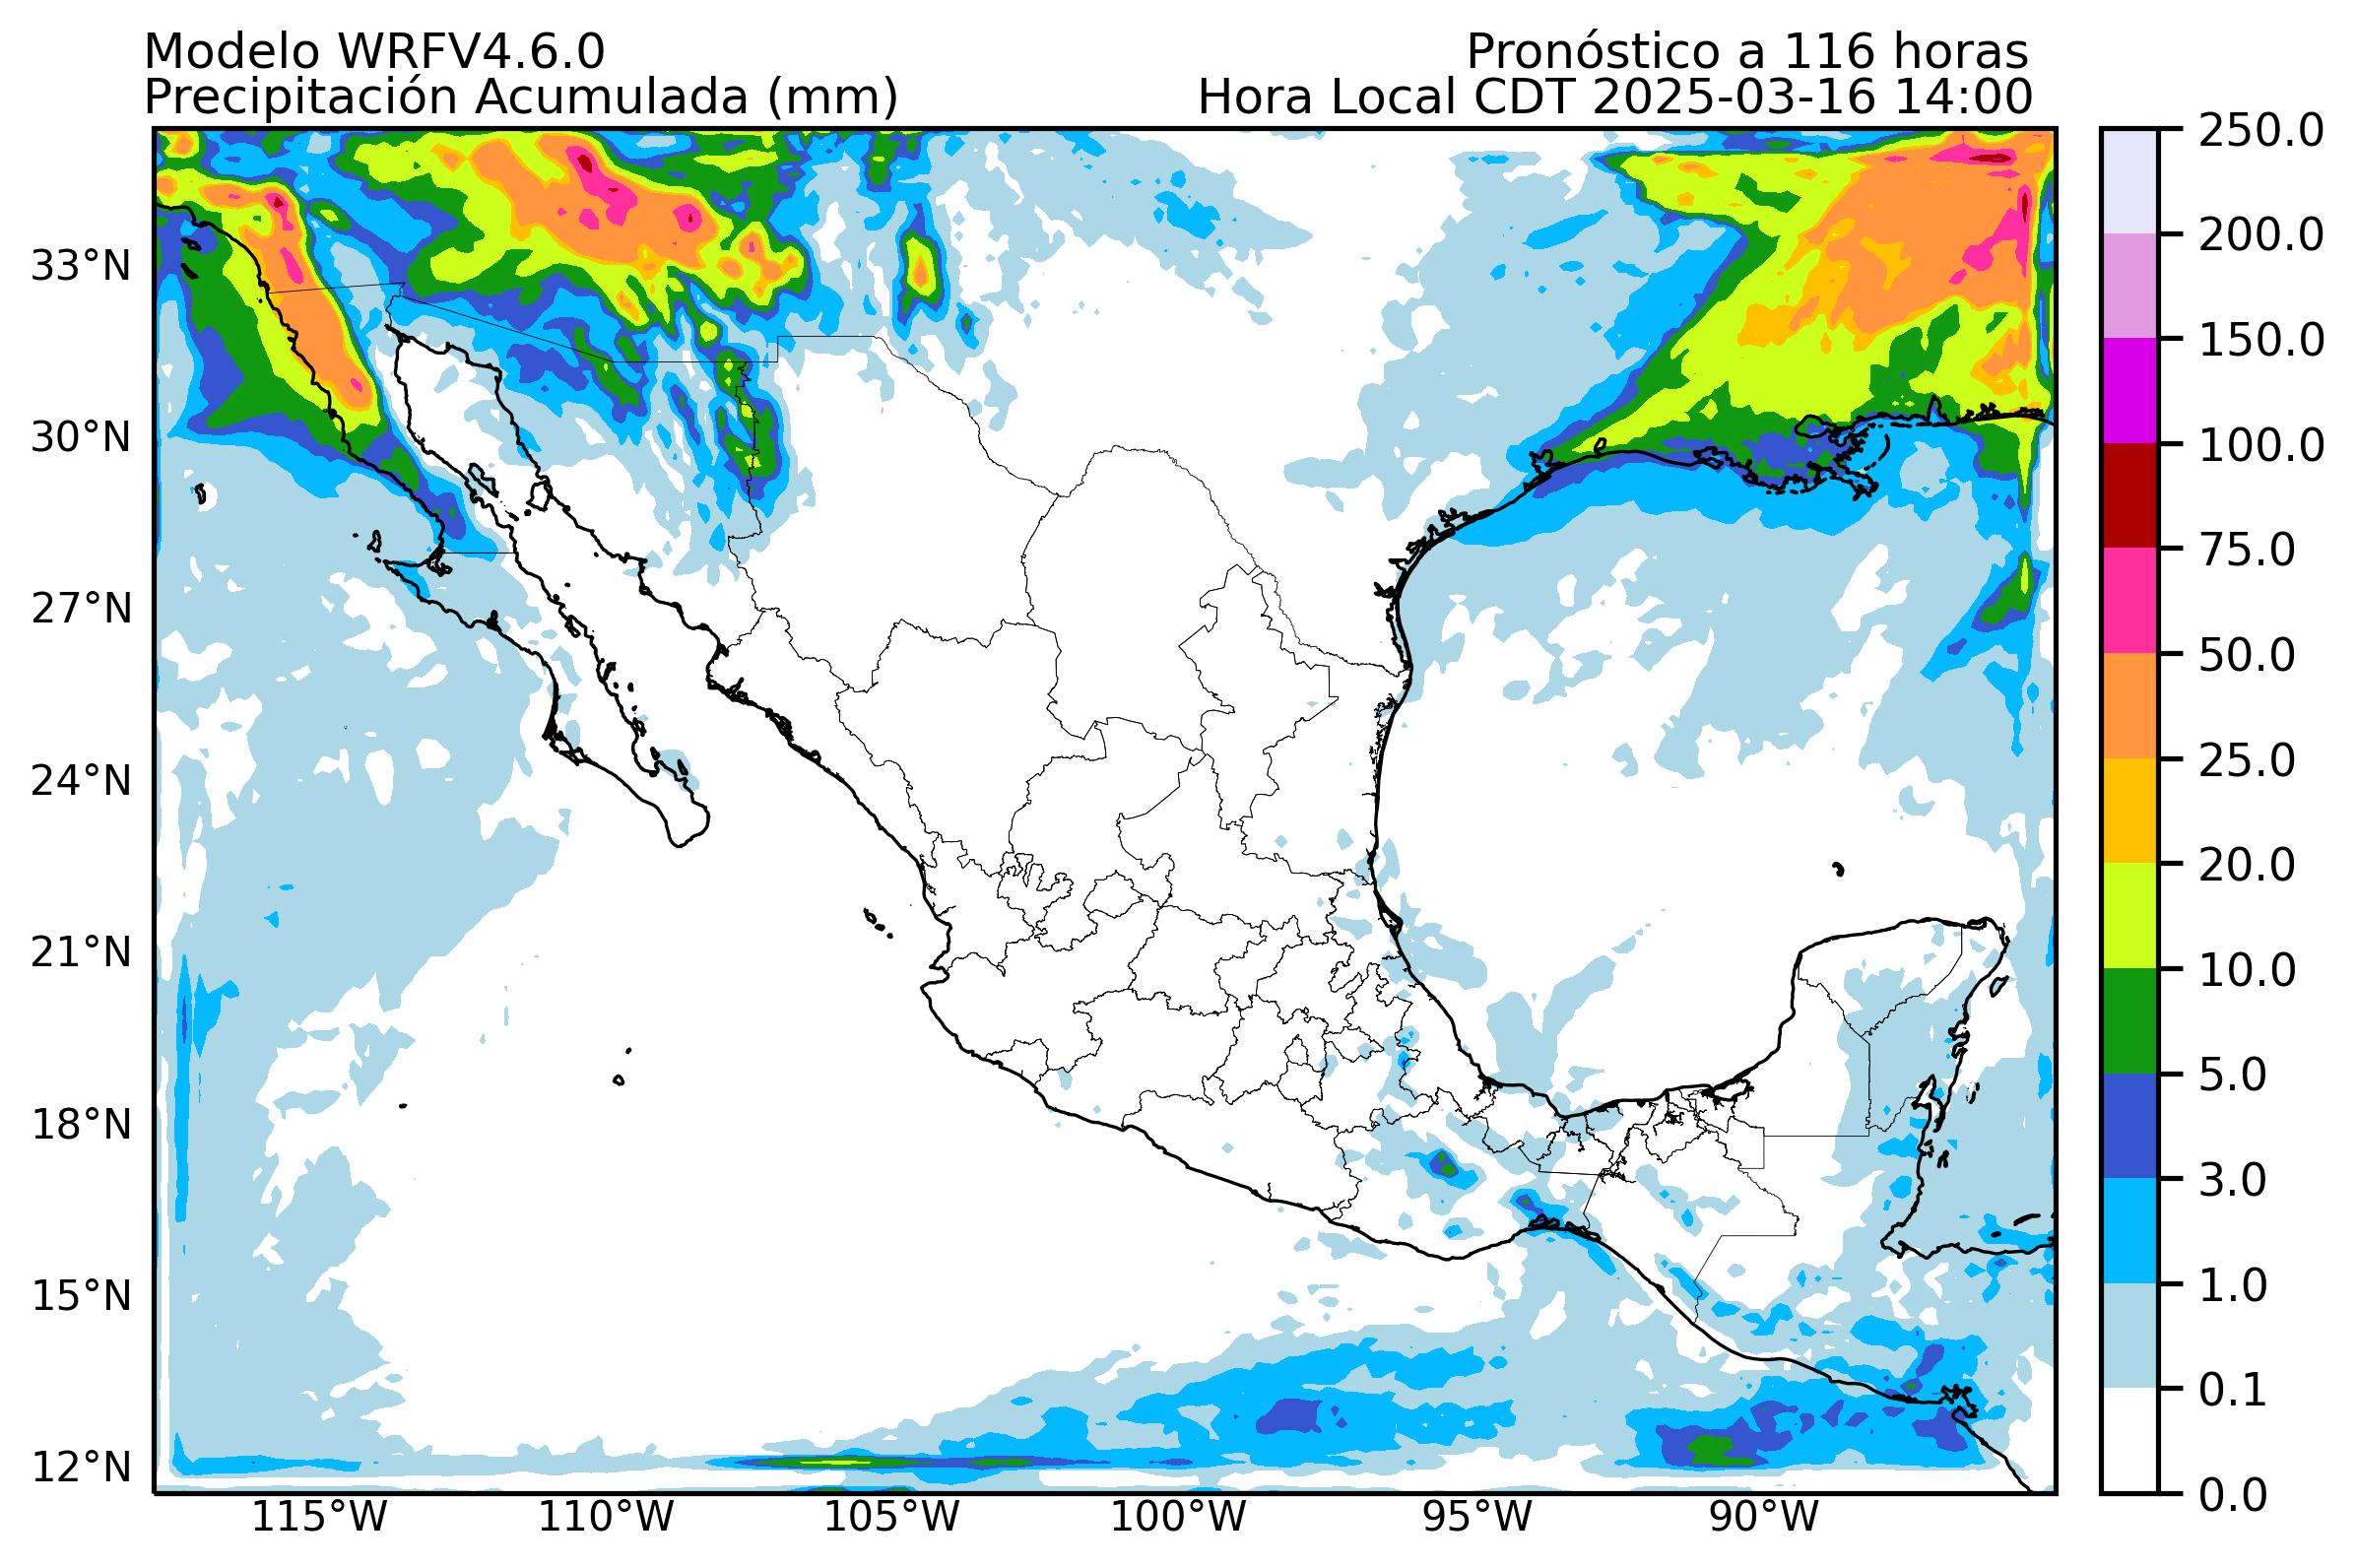 Modelo WRFV4.6.0
Pronóstico a 116 horas
Precipitación Acumulada (mm)
Hora Local CDT 2025-03-16 14:00
33°N
30°N
27°N
24°N
21°N
18°N
15°N
12°N
115°W
110°W
105°W
100°W
95°W
90°W
250.0
200.0
150.0
100.0
75.0
50.0
25.0
20.0
10.0
5.0
3.0
1.0
0.1
0.0